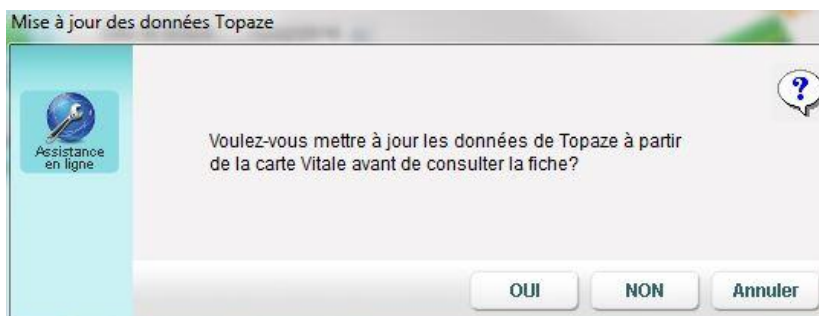 Mise à jour des données Topaze
?
Assistance
en ligne
Voulez-vous mettre à jour les données de Topaze à partir
de la carte Vitale avant de consulter la fiche?
OUI
NON
Annuler